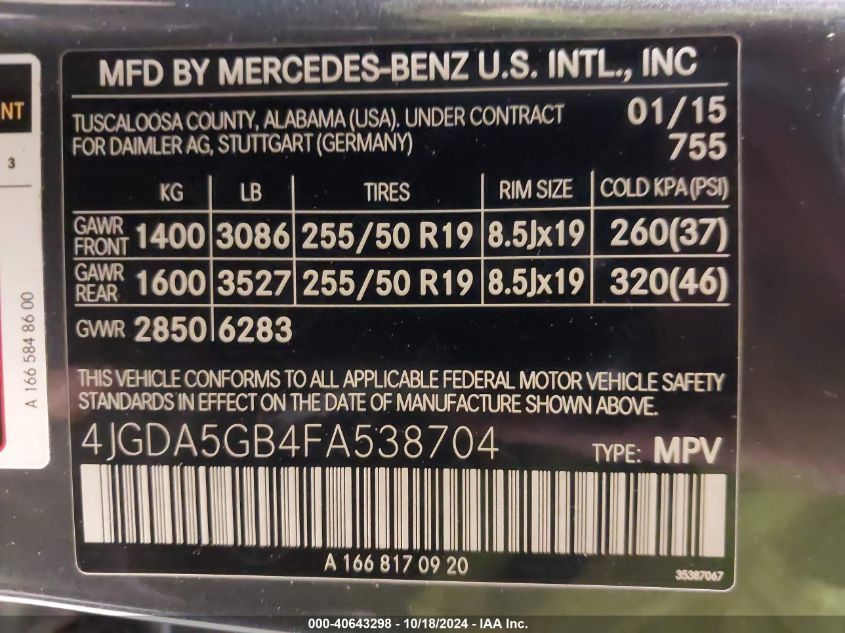 MFD BY MERCEDES-BENZ U.S. INTL., INC
TUSCALOOSA COUNTY, ALABAMA (USA). UNDER CONTRACT
FOR DAIMLER AG, STUTTGART (GERMANY)
01/15
755
KG LB TIRES RIM SIZE COLD KPA(PSI)
GAWR FRONT 1400 3086 255/50 R19 8.5Jx19 260(37)
GAWR REAR 1600 3527 255/50 R19 8.5Jx19 320(46)
GVWR 2850 6283
THIS VEHICLE CONFORMS TO ALL APPLICABLE FEDERAL MOTOR VEHICLE SAFETY
STANDARDS IN EFFECT ON THE DATE OF MANUFACTURE SHOWN ABOVE.
4JGDA5GB4FA538704 TYPE: MPV
A 166 817 09 20
35387067
NT
3
A 166 584 86 00
000-40643298 - 10/18/2024 - IAA Inc.